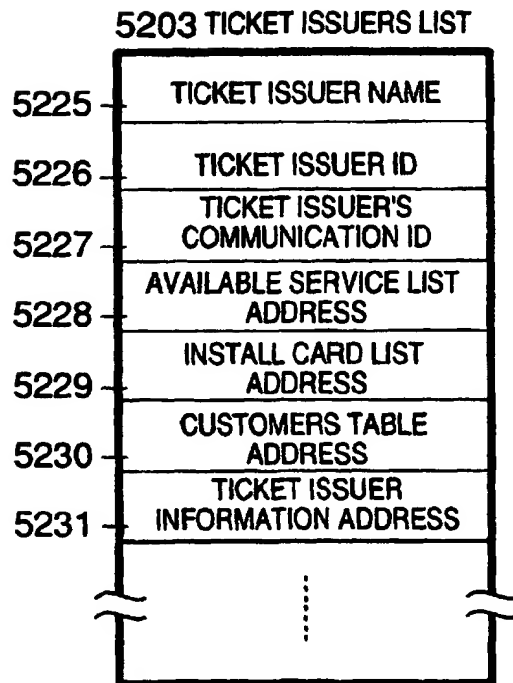 5203 TICKET ISSUERS LIST
5225 TICKET ISSUER NAME
5226 TICKET ISSUER ID
5227 TICKET ISSUER'S
COMMUNICATION ID
5228 AVAILABLE SERVICE LIST
ADDRESS
5229 INSTALL CARD LIST
ADDRESS
5230 CUSTOMERS TABLE
ADDRESS
5231 TICKET ISSUER
INFORMATION ADDRESS